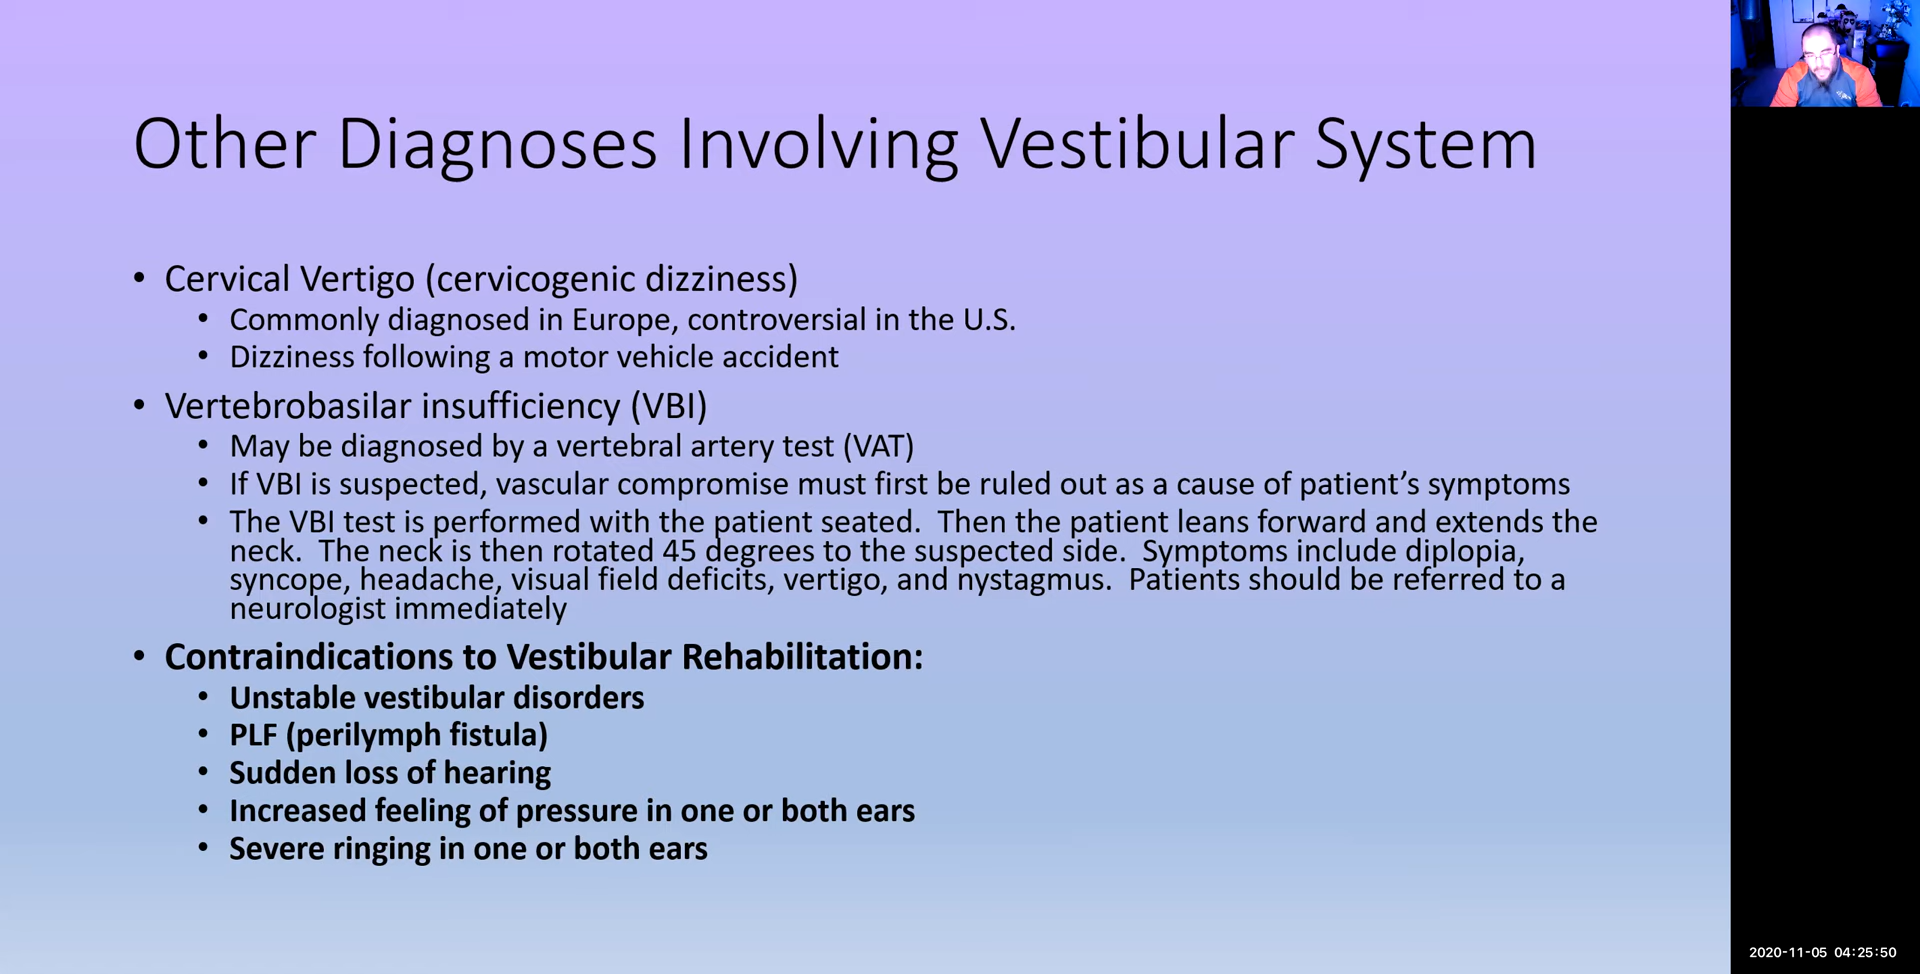 Other Diagnoses Involving Vestibular System
• Cervical Vertigo (cervicogenic dizziness)
• Commonly diagnosed in Europe, controversial in the U.S.
• Dizziness following a motor vehicle accident
• Vertebrobasilar insufficiency (VBI)
• May be diagnosed by a vertebral artery test (VAT)
• If VBI is suspected, vascular compromise must first be ruled out as a cause of patient’s symptoms
• The VBI test is performed with the patient seated.  Then the patient leans forward and extends the
neck.  The neck is then rotated 45 degrees to the suspected side.  Symptoms include diplopia,
syncope, headache, visual field deficits, vertigo, and nystagmus.  Patients should be referred to a
neurologist immediately
• Contraindications to Vestibular Rehabilitation:
• Unstable vestibular disorders
• PLF (perilymph fistula)
• Sudden loss of hearing
• Increased feeling of pressure in one or both ears
• Severe ringing in one or both ears
2020-11-05 04:25:50